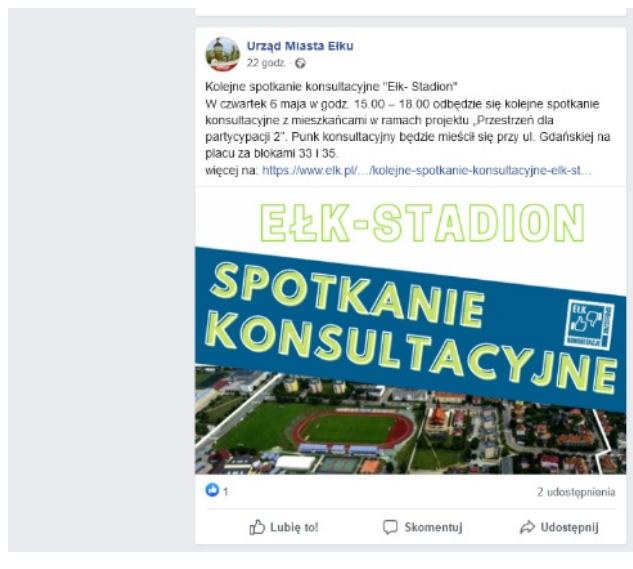 Urząd Miasta Ełku
22 godz. ·
Kolejne spotkanie konsultacyjne "Ełk- Stadion"
W czwartek 6 maja w godz. 15.00 – 18.00 odbędzie się kolejne spotkanie
konsultacyjne z mieszkańcami w ramach projektu „Przestrzeń dla
partycypacji 2”. Punk konsultacyjny będzie mieścił się przy ul. Gdańskiej na
placu za blokami 33 i 35.
więcej na: https://www.elk.pl/.../kolejne-spotkanie-konsultacyjne-elk-st...
EŁK-STADION
SPOTKANIE
KONSULTACYJNE
EŁK
SPOŁECZNE
KONSULTACJE
1
2 udostępnienia
Lubię to!
Skomentuj
Udostępnij